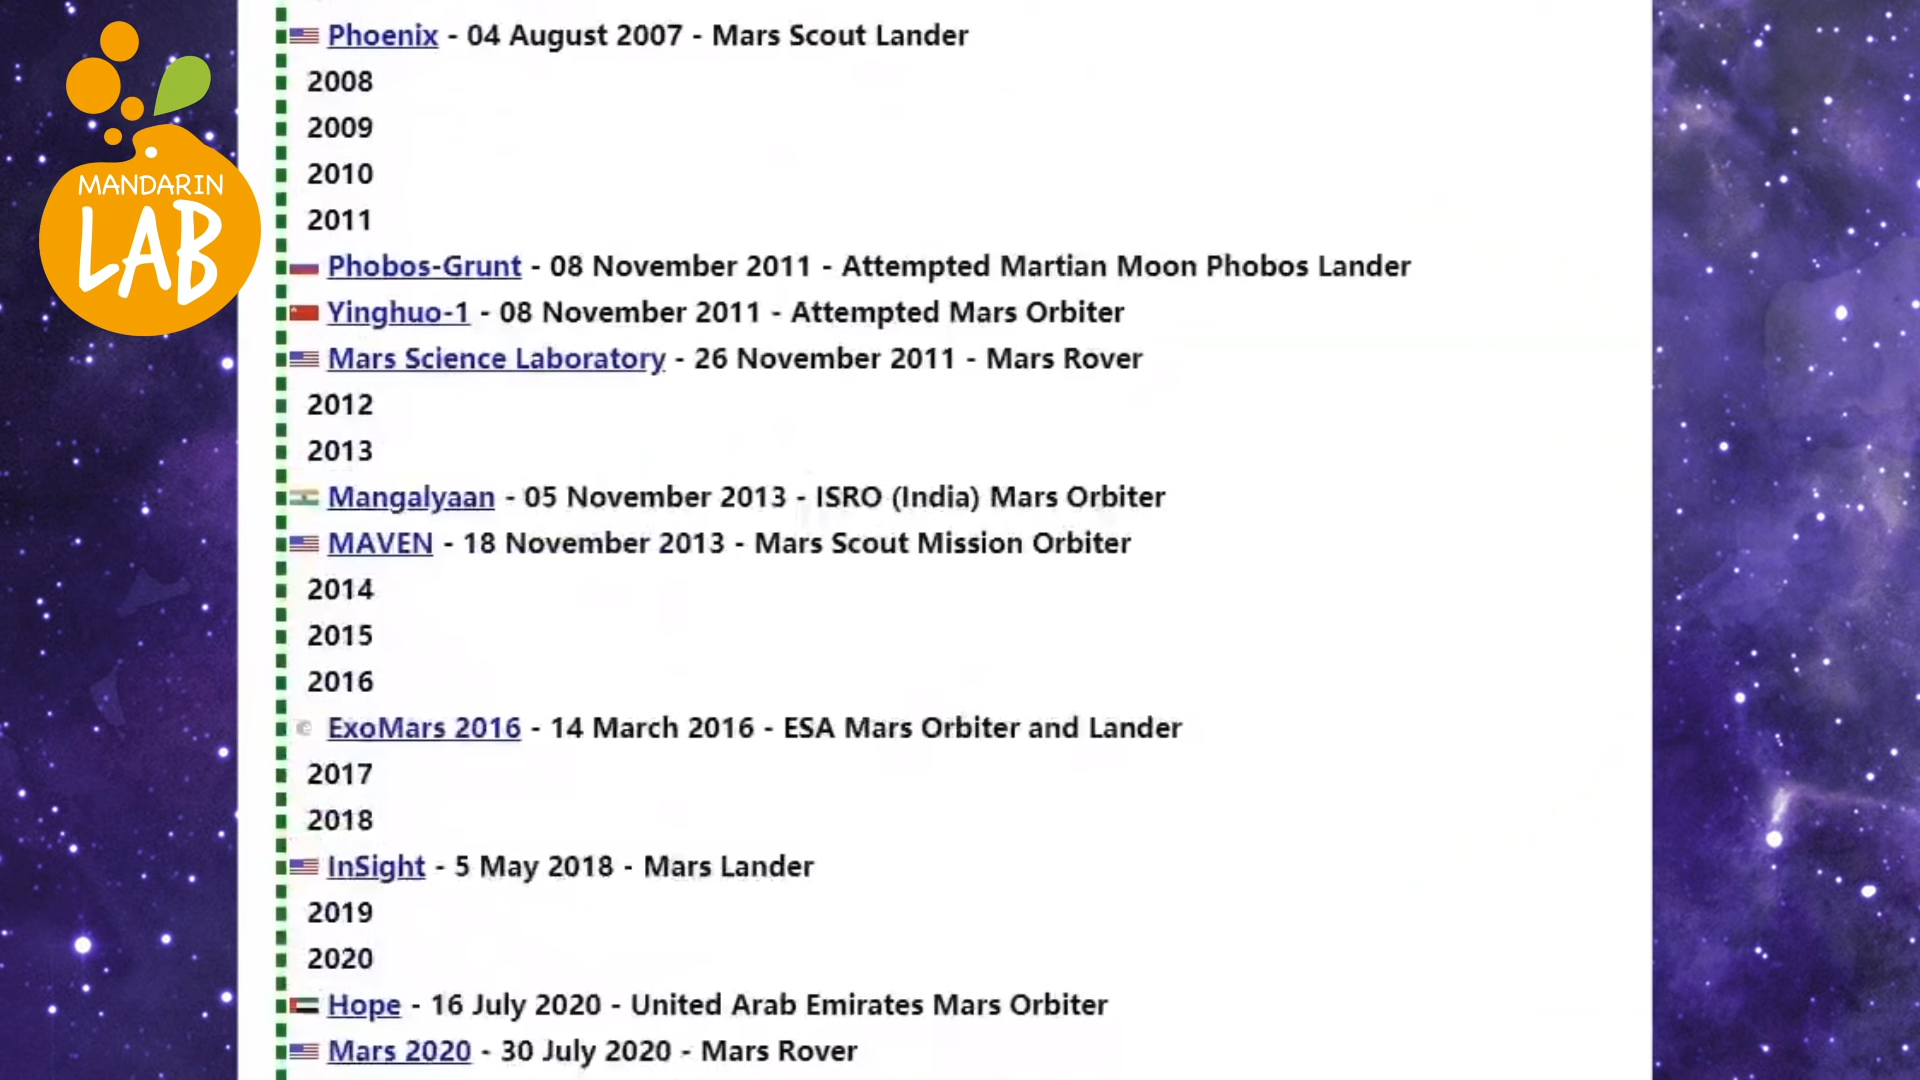 MANDARIN
LAB
Phoenix - 04 August 2007 - Mars Scout Lander
2008
2009
2010
2011
Phobos-Grunt - 08 November 2011 - Attempted Martian Moon Phobos Lander
Yinghuo-1 - 08 November 2011 - Attempted Mars Orbiter
Mars Science Laboratory - 26 November 2011 - Mars Rover
2012
2013
Mangalyaan - 05 November 2013 - ISRO (India) Mars Orbiter
MAVEN - 18 November 2013 - Mars Scout Mission Orbiter
2014
2015
2016
ExoMars 2016 - 14 March 2016 - ESA Mars Orbiter and Lander
2017
2018
InSight - 5 May 2018 - Mars Lander
2019
2020
Hope - 16 July 2020 - United Arab Emirates Mars Orbiter
Mars 2020 - 30 July 2020 - Mars Rover